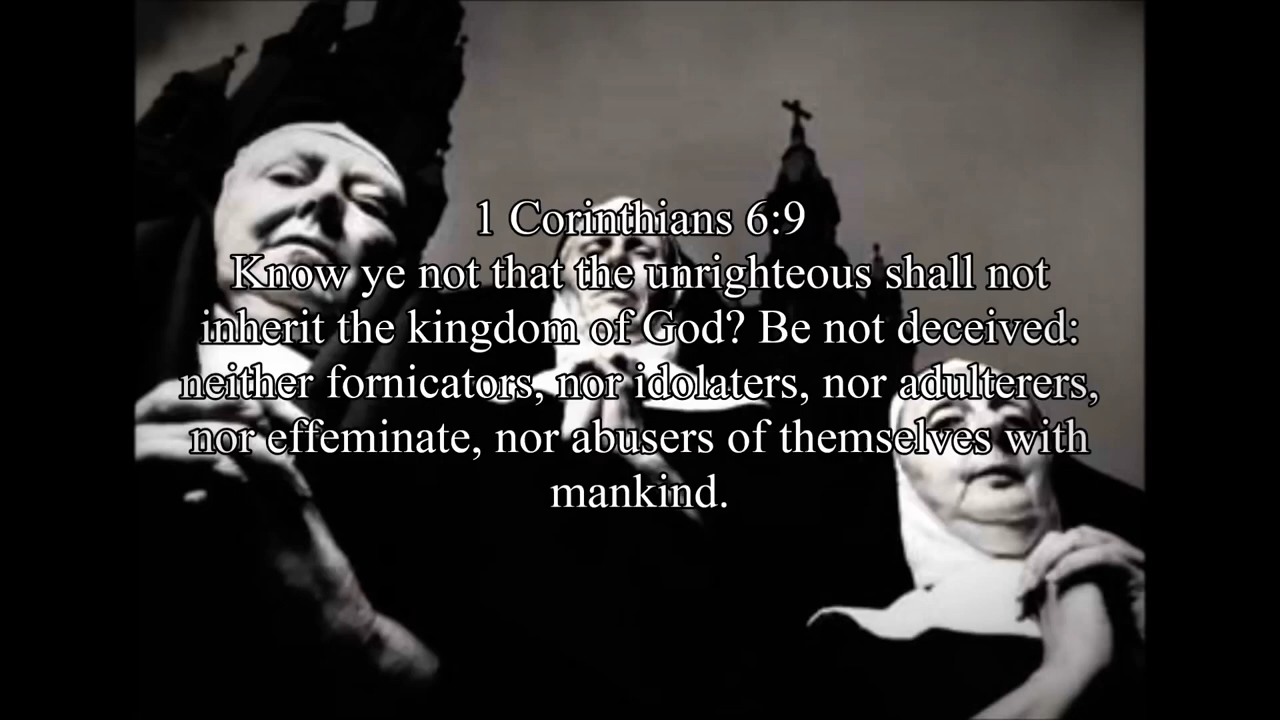 1 Corinthians 6:9
Know ye not that the unrighteous shall not
inherit the kingdom of God? Be not deceived:
neither fornicators, nor idolaters, nor adulterers,
nor effeminate, nor abusers of themselves with
mankind.